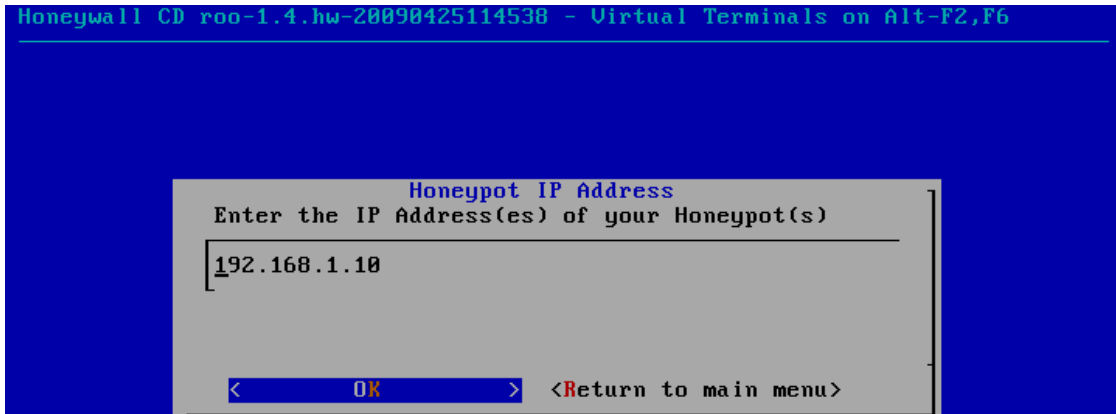 Honeywall CD roo-1.4.hw-20090425114538 - Virtual Terminals on Alt-F2,F6
Honeypot IP Address
Enter the IP Address(es) of your Honeypot(s)
192.168.1.10
< OK > <Return to main menu>